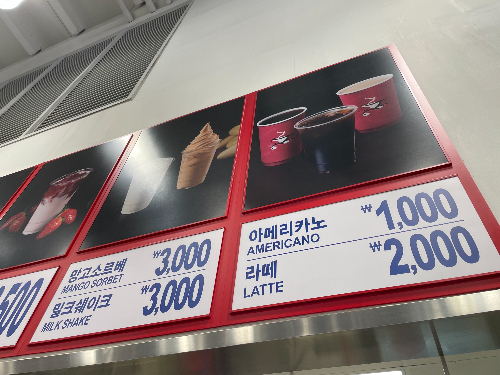 망고소르베 ₩3,000
MANGO SORBET
밀크쉐이크 ₩3,000
MILK SHAKE
아메리카노 ₩1,000
AMERICANO
라떼 ₩2,000
LATTE